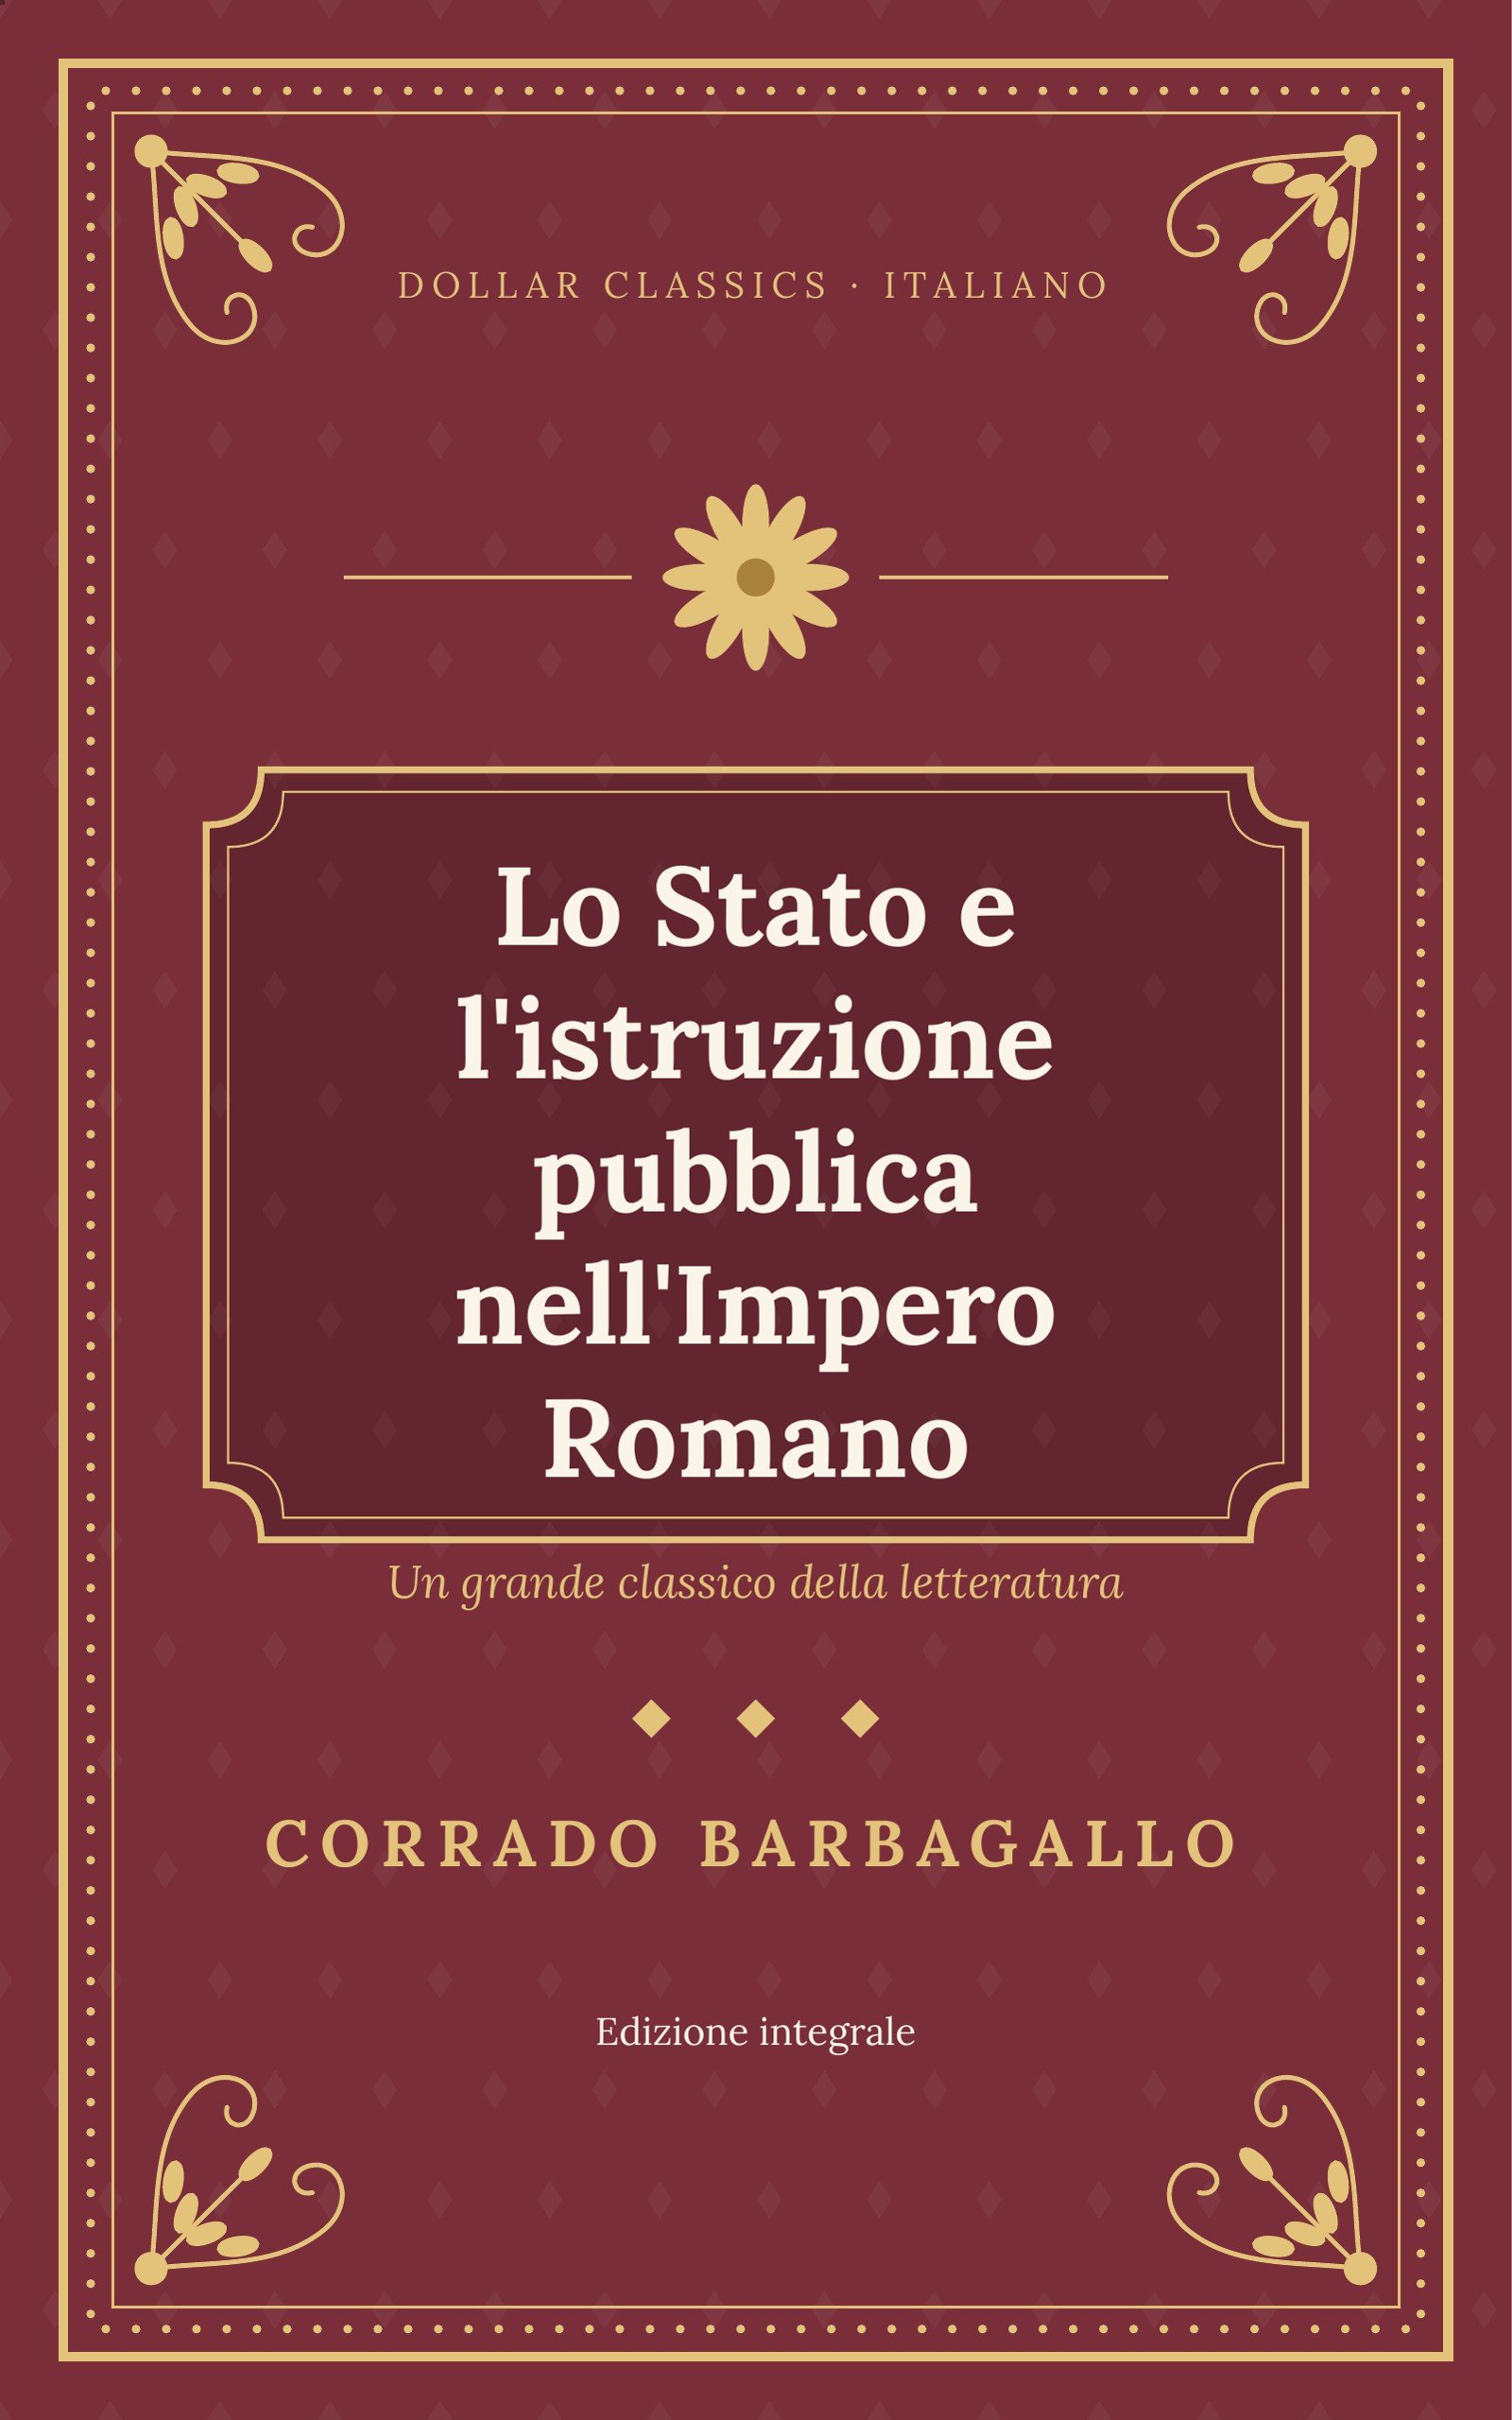 DOLLAR CLASSICS · ITALIANO
Lo Stato e
l'istruzione
pubblica
nell'Impero
Romano
Un grande classico della letteratura
CORRADO BARBAGALLO
Edizione integrale